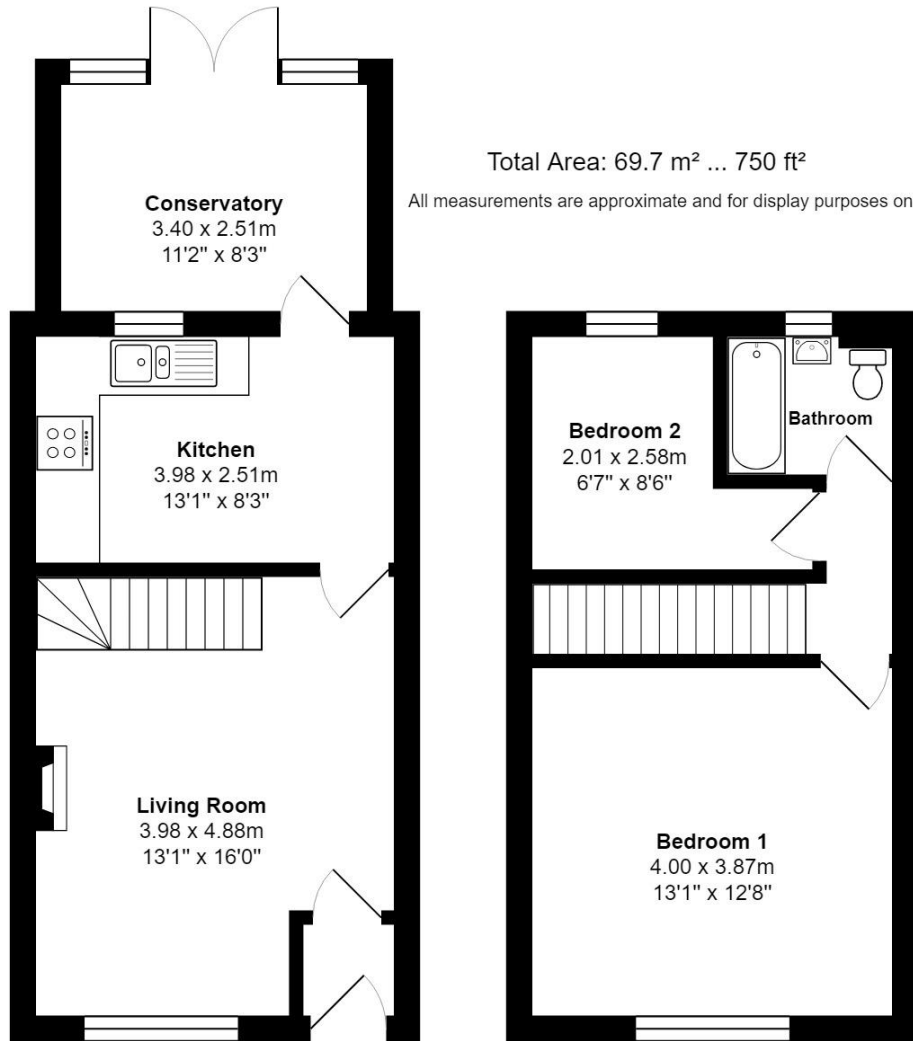 Total Area: 69.7 m² ... 750 ft²
All measurements are approximate and for display purposes on
Conservatory
3.40 x 2.51m
11'2" x 8'3"
Kitchen
3.98 x 2.51m
13'1" x 8'3"
Living Room
3.98 x 4.88m
13'1" x 16'0"
Bedroom 2
2.01 x 2.58m
6'7" x 8'6"
Bathroom
Bedroom 1
4.00 x 3.87m
13'1" x 12'8"